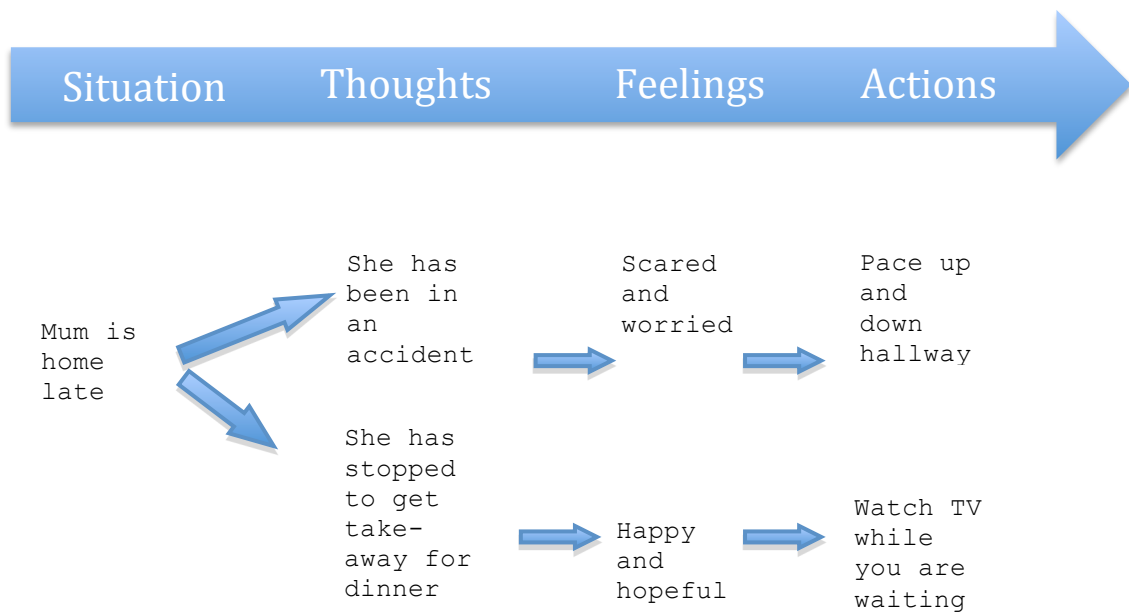 Situation Thoughts Feelings Actions
Mum is
home
late
She has
been in
an
accident
Scared
and
worried
Pace up
and
down
hallway
She has
stopped
to get
take-
away for
dinner
Happy
and
hopeful
Watch TV
while
you are
waiting